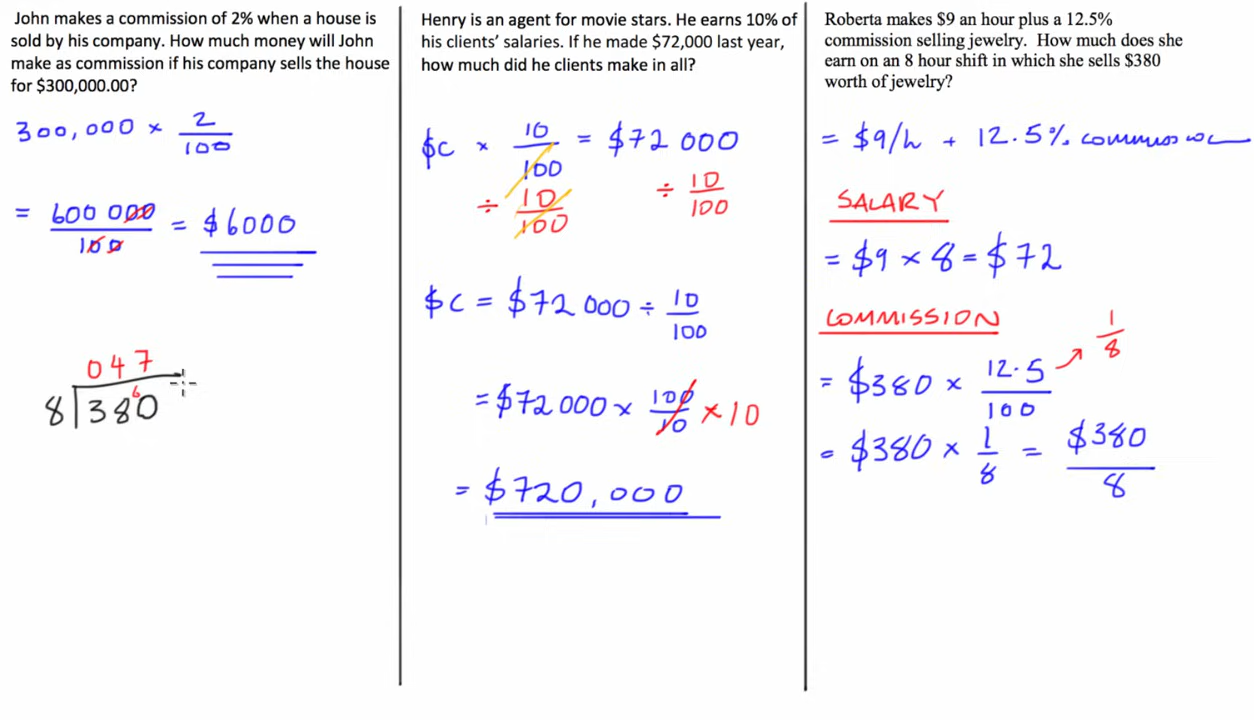 John makes a commission of 2% when a house is
sold by his company. How much money will John
make as commission if his company sells the house
for $300,000.00?
300,000 × 2/100
= 600 000/100 = $6000
047
8 380
6
Henry is an agent for movie stars. He earns 10% of
his clients' salaries. If he made $72,000 last year,
how much did he clients make in all?
$C × 10/100 = $72 000
÷ 10/100 ÷ 10/100
$C = $72 000 ÷ 10/100
= $72 000 × 100/10 × 10
= $720,000
Roberta makes $9 an hour plus a 12.5%
commission selling jewelry. How much does she
earn on an 8 hour shift in which she sells $380
worth of jewelry?
= $9/h + 12.5% commission
SALARY
= $9 × 8 = $72
COMMISSION
1/8
= $380 × 12.5/100
= $380 × 1/8 = $380/8